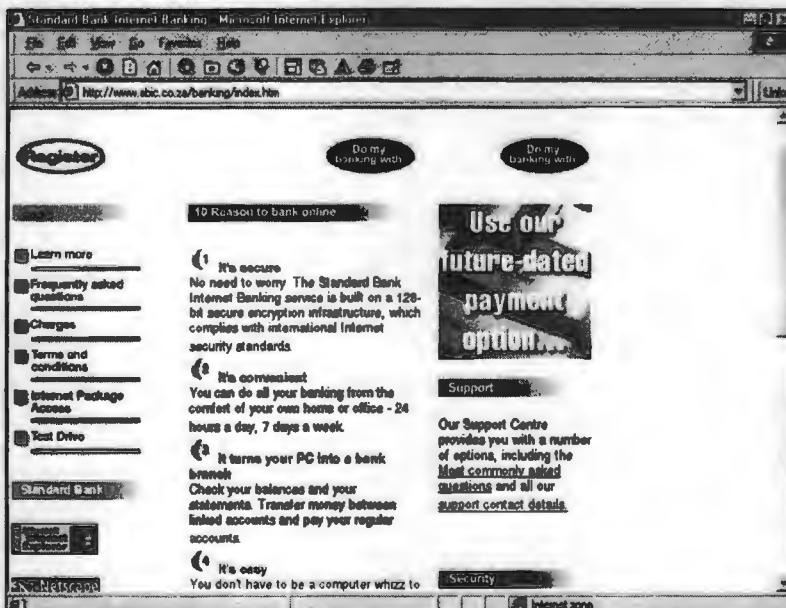 Standard Bank Internet Banking - Microsoft Internet Explorer
File Edit View Go Favorites Help
Address http://www.sbic.co.za/banking/index.htm
Links
Register
Do my
banking with
Do my
banking with
Learn more
Frequently asked
questions
Charges
Terms and
conditions
Internet Package
Access
Test Drive
Standard Bank
Internet
Explorer
Netscape
10 Reason to bank online
1 It's secure
No need to worry The Standard Bank
Internet Banking service is built on a 128-
bit secure encryption infrastructure, which
complies with international Internet
security standards.
2 It's convenient
You can do all your banking from the
comfort of your own home or office - 24
hours a day, 7 days a week.
3 It turns your PC into a bank
branch
Check your balances and your
statements. Transfer money between
linked accounts and pay your regular
accounts.
4 It's easy
You don't have to be a computer whizz to
Use our
future-dated
payment
option...
Support
Our Support Centre
provides you with a number
of options, including the
Most commonly asked
questions and all our
support contact details.
Security
Internet zone